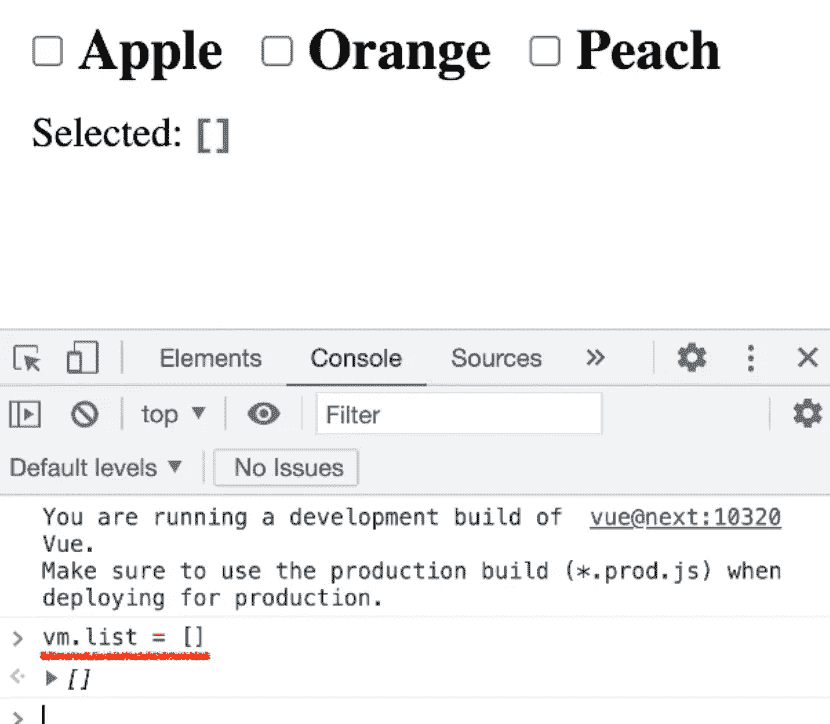 Apple Orange Peach
Selected: []
Elements Console Sources »
top ▼ Filter
Default levels ▼ No Issues
You are running a development build of vue@next:10320
Vue.
Make sure to use the production build (*.prod.js) when
deploying for production.
> vm.list = []
<· ▶ []
>